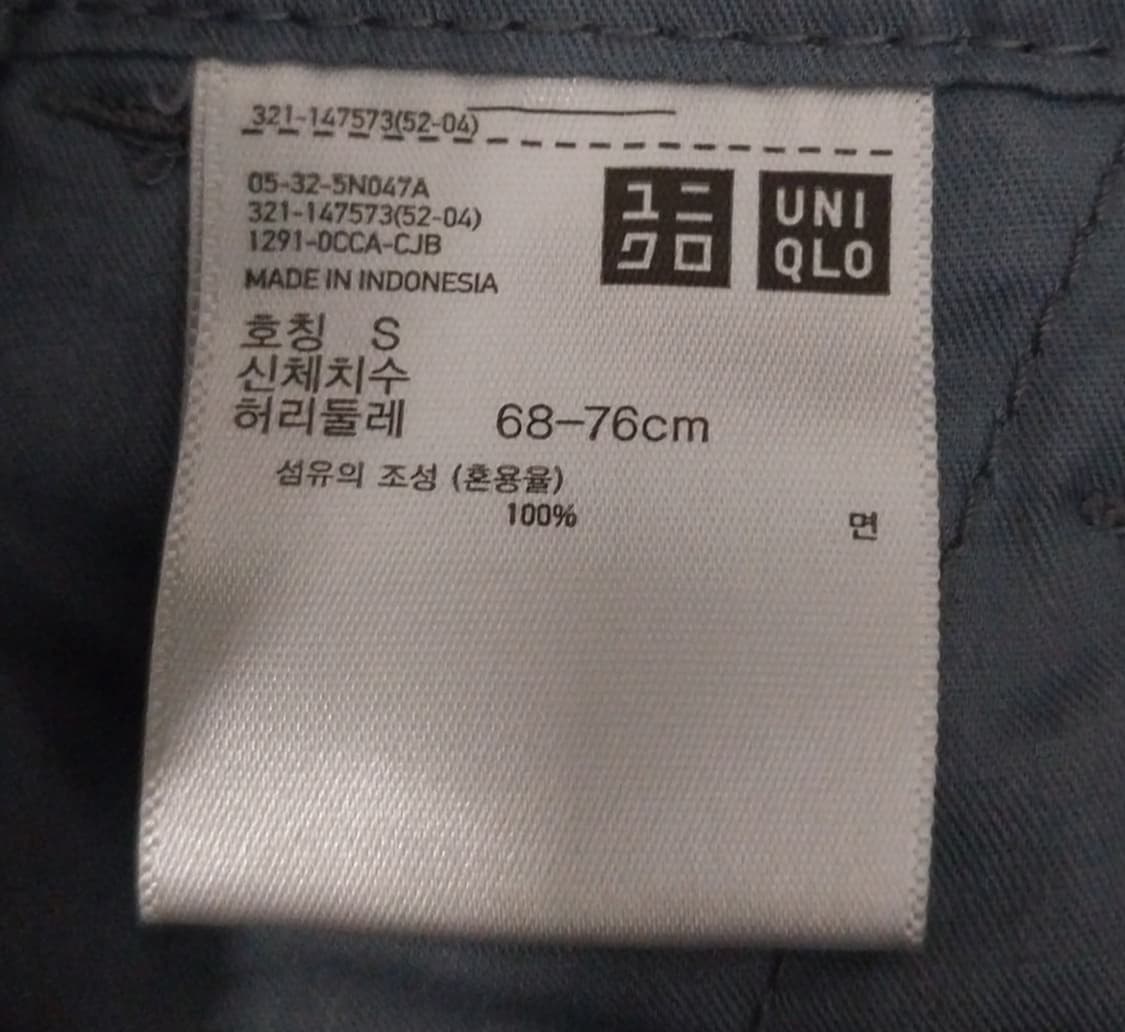 321-147573(52-04)
05-32-5N047A
321-147573(52-04)
1291-0CCA-CJB
MADE IN INDONESIA
ユニ
クロ
UNI
QLO
호칭 S
신체치수
허리둘레 68-76cm
섬유의 조성 (혼용율)
100% 면